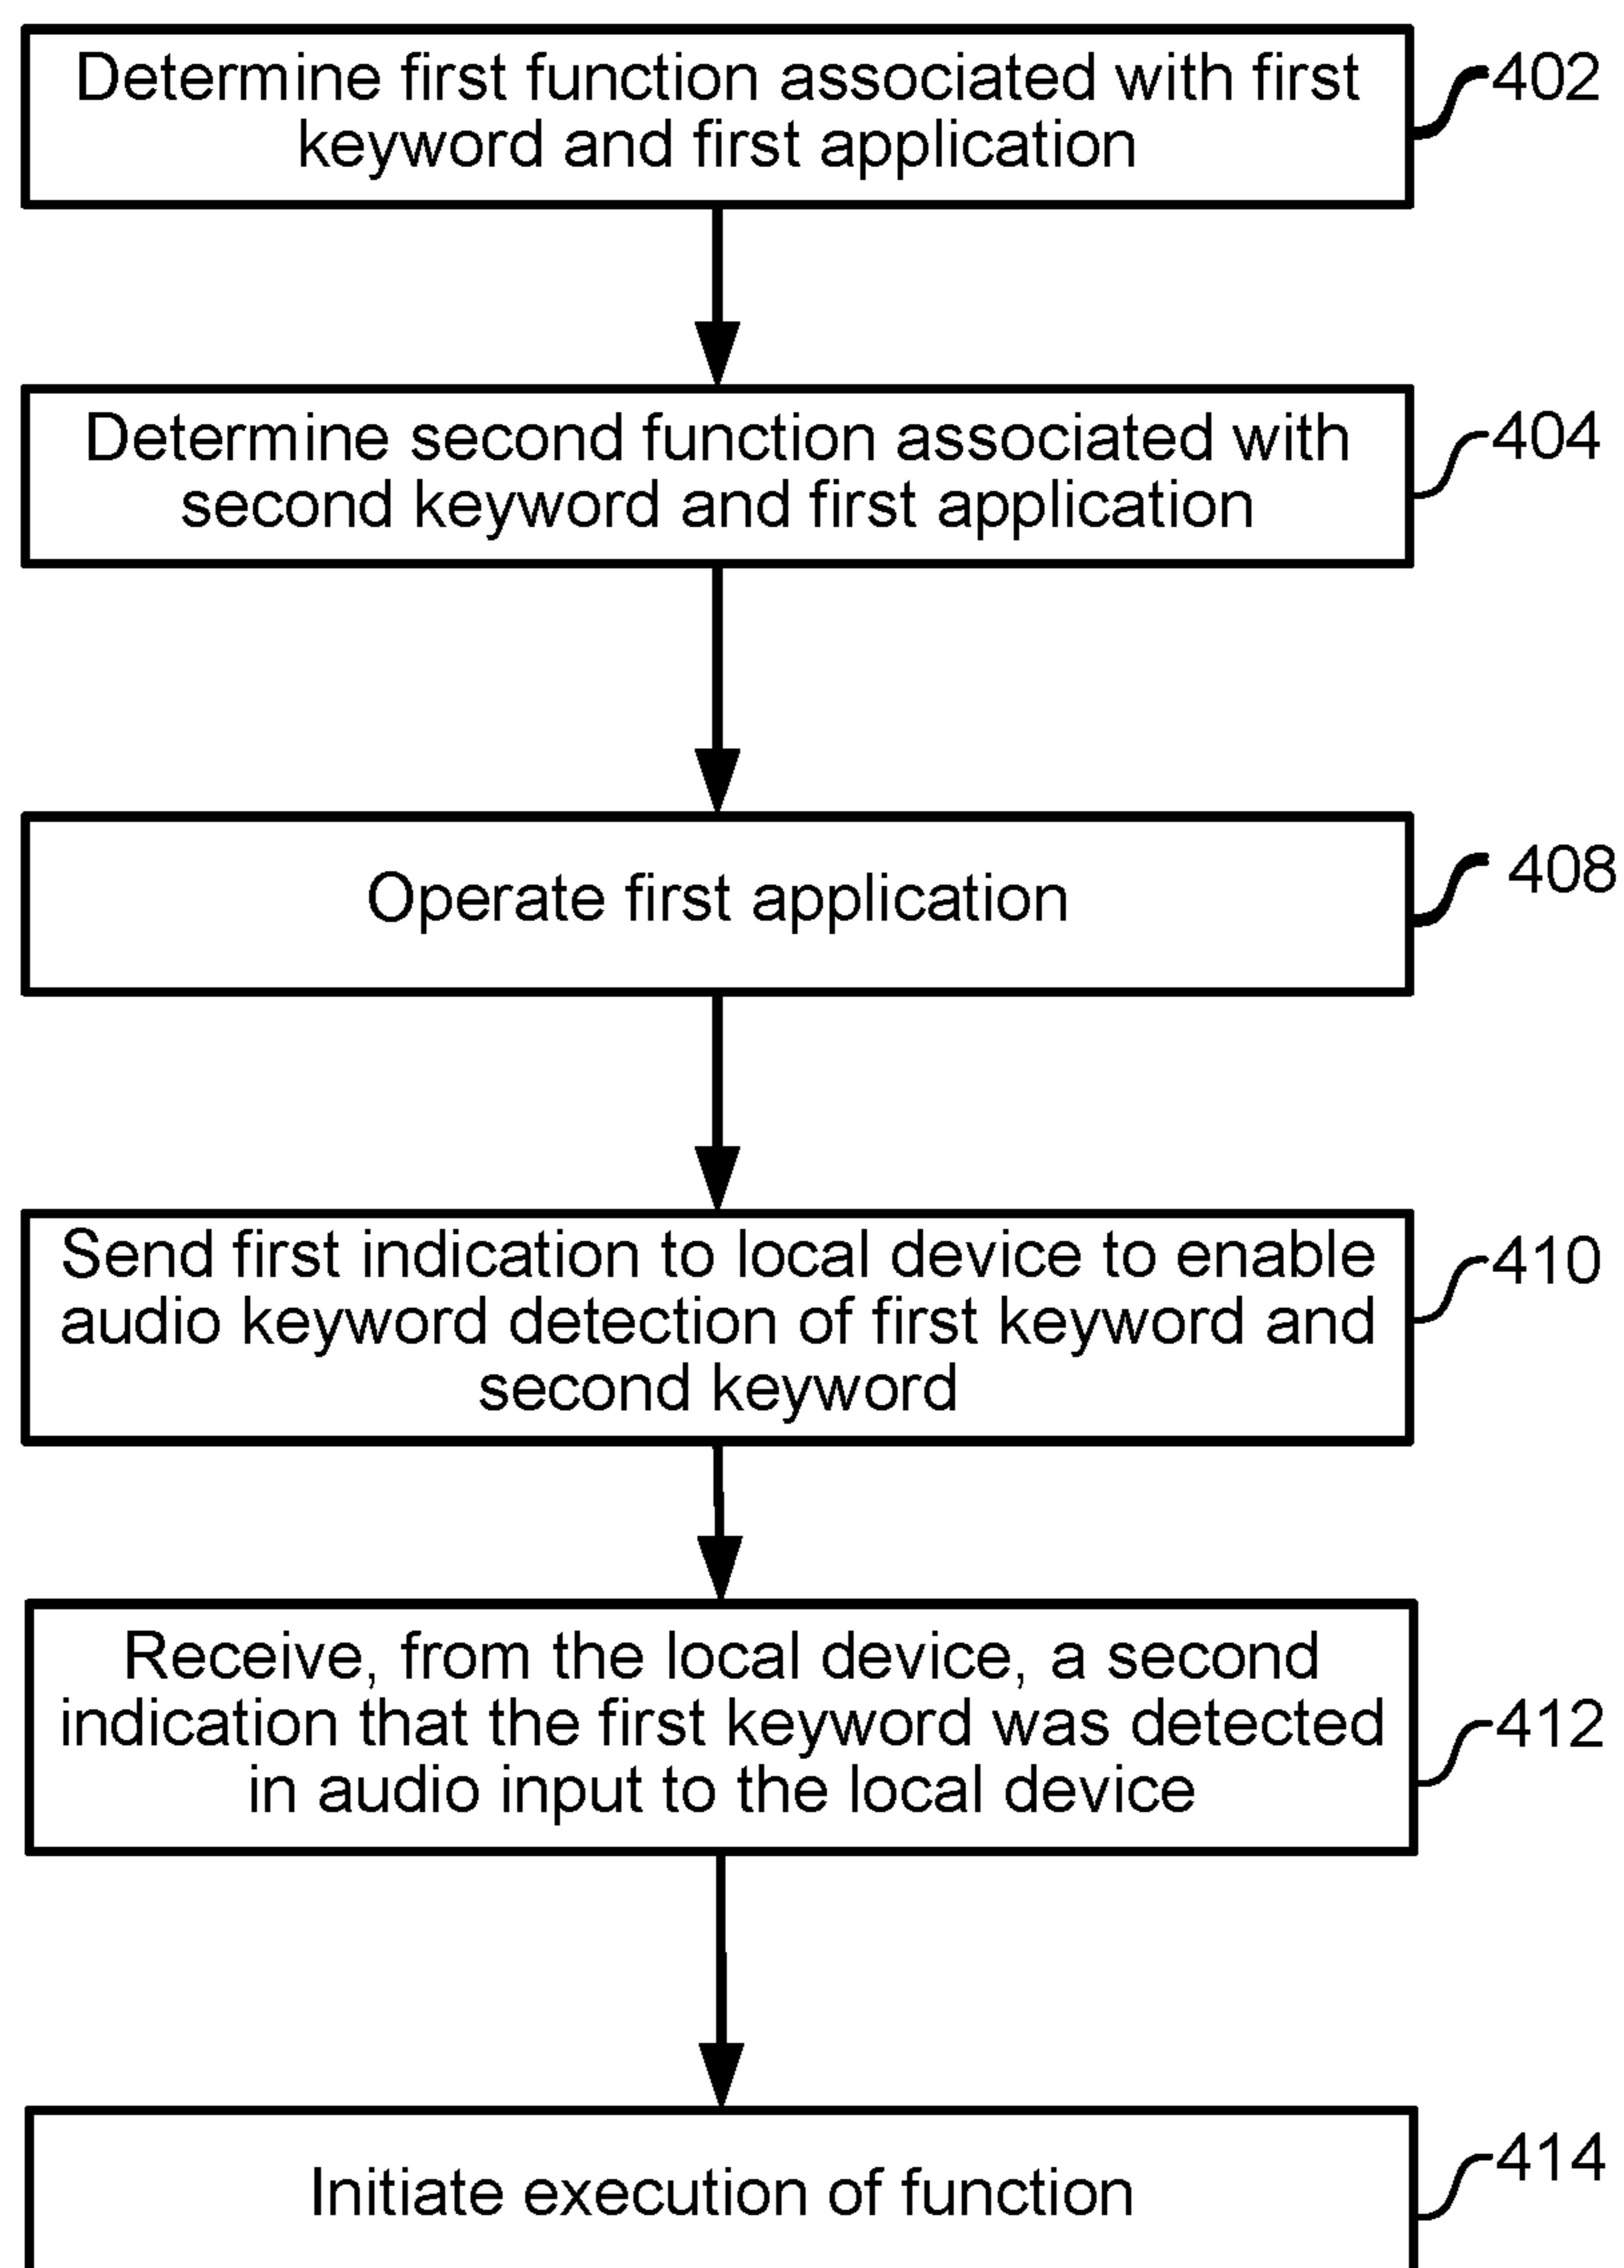 Determine first function associated with first
keyword and first application
402
Determine second function associated with
second keyword and first application
404
Operate first application
408
Send first indication to local device to enable
audio keyword detection of first keyword and
second keyword
410
Receive, from the local device, a second
indication that the first keyword was detected
in audio input to the local device
412
Initiate execution of function
414